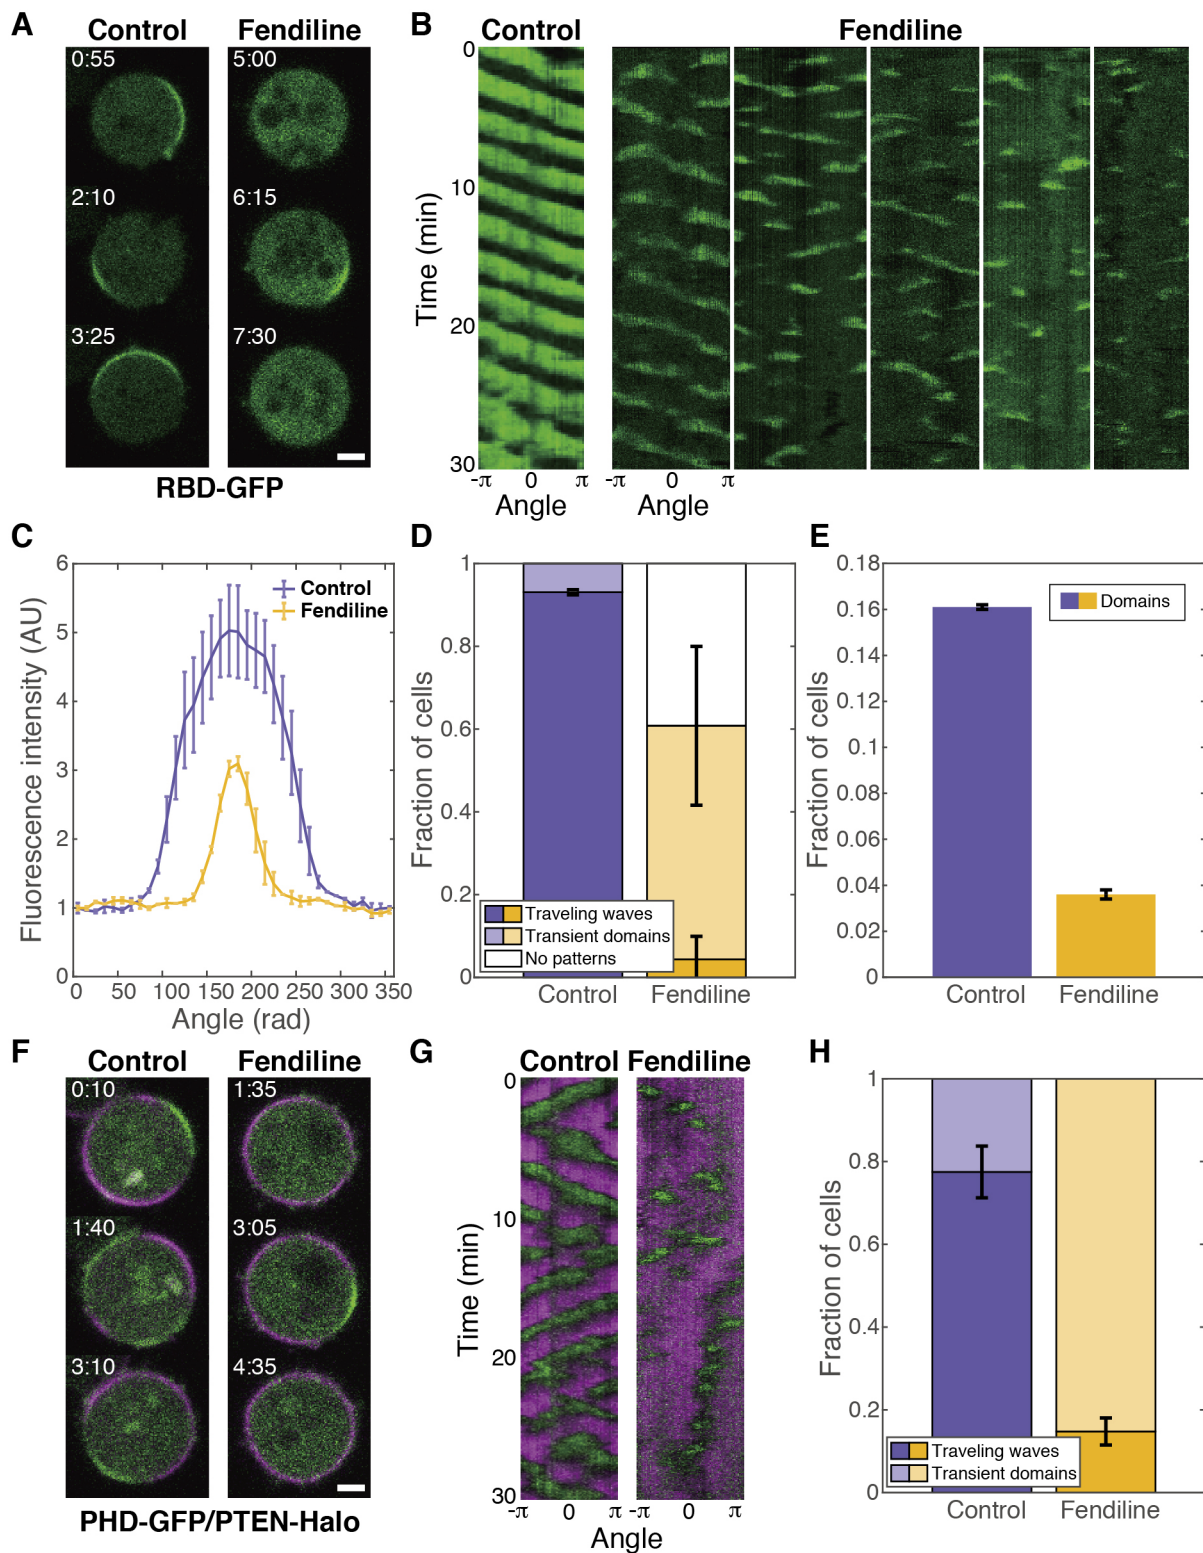 A
Control
Fendiline
0:55
5:00
2:10
6:15
3:25
7:30
RBD-GFP
B
Control
Fendiline
Time (min)
0
10
20
30
-π 0 π
-π 0 π
Angle
Angle
C
Fluorescence intensity (AU)
6
5
4
3
2
1
0
Control
Fendiline
0 50 100 150 200 250 300 350
Angle (rad)
D
Fraction of cells
1
0.8
0.6
0.4
0.2
0
Traveling waves
Transient domains
No patterns
Control
Fendiline
E
Fraction of cells
0.18
0.16
0.14
0.12
0.1
0.08
0.06
0.04
0.02
0
Domains
Control
Fendiline
F
Control
Fendiline
0:10
1:35
1:40
3:05
3:10
4:35
PHD-GFP/PTEN-Halo
G
Control
Fendiline
Time (min)
0
10
20
30
-π 0 π
-π 0 π
Angle
H
Fraction of cells
1
0.8
0.6
0.4
0.2
0
Traveling waves
Transient domains
Control
Fendiline